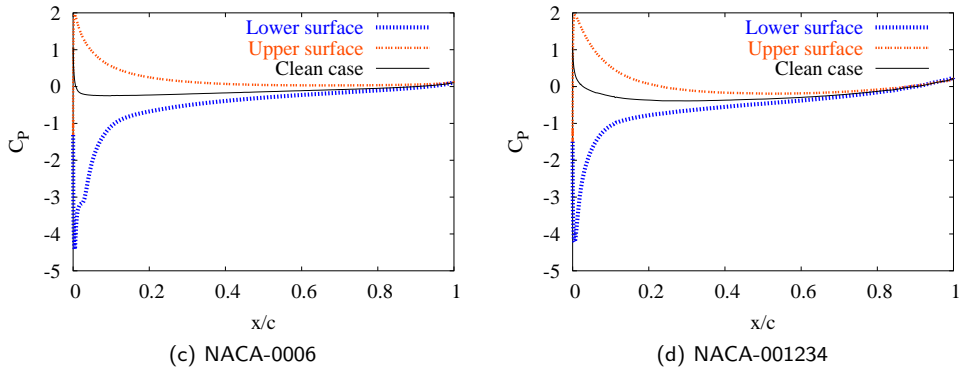 2
1
0
-1
-2
-3
-4
-5
C_P
Lower surface
Upper surface
Clean case
0 0.2 0.4 0.6 0.8 1
x/c
(c) NACA-0006
2
1
0
-1
-2
-3
-4
-5
C_P
Lower surface
Upper surface
Clean case
0 0.2 0.4 0.6 0.8 1
x/c
(d) NACA-001234